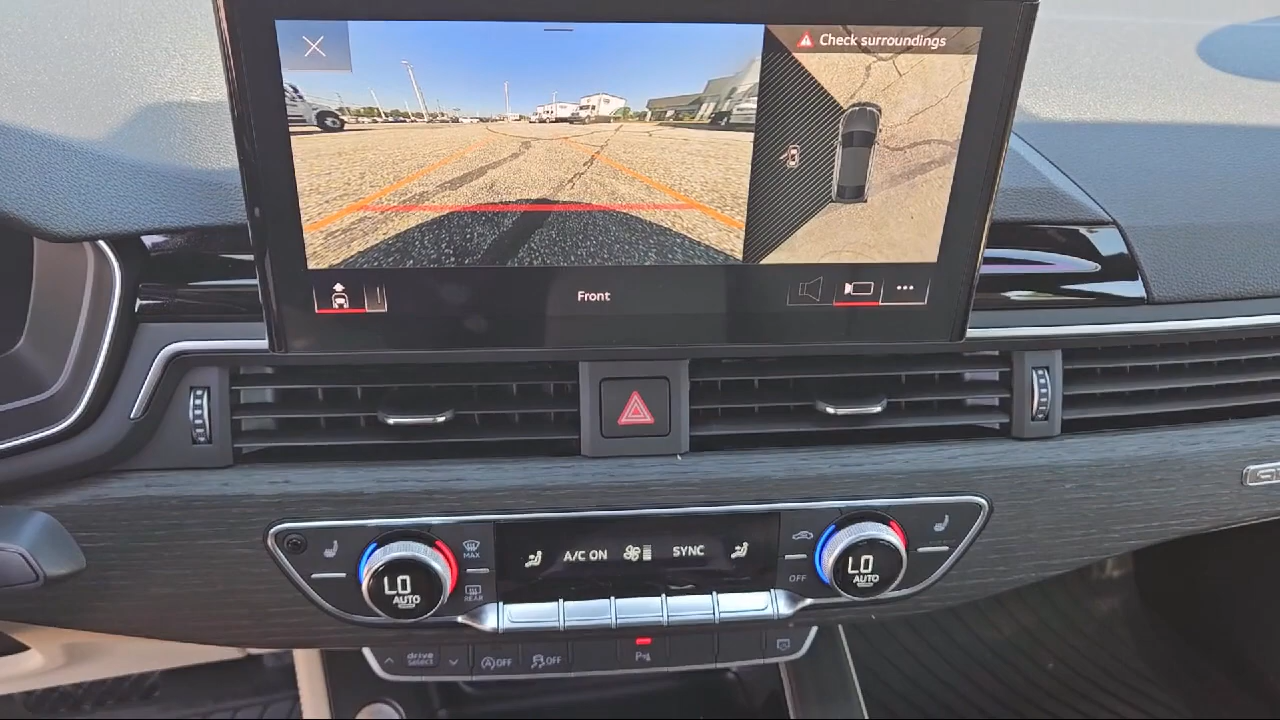 Check surroundings
Front
MAX
A/C ON
SYNC
LO
AUTO
REAR
OFF
LO
AUTO
drive
select
OFF
OFF
P